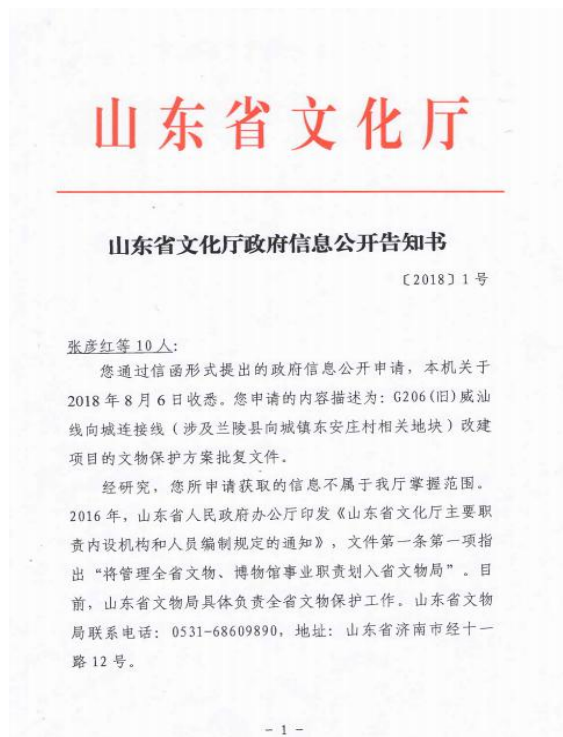 山东省文化厅
山东省文化厅政府信息公开告知书
〔2018〕1号
张彦红等10人:
您通过信函形式提出的政府信息公开申请，本机关于
2018年8月6日收悉。您申请的内容描述为：G206(旧)威汕
线向城连接线（涉及兰陵县向城镇东安庄村相关地块）改建
项目的文物保护方案批复文件。
经研究，您所申请获取的信息不属于我厅掌握范围。
2016年，山东省人民政府办公厅印发《山东省文化厅主要职
责内设机构和人员编制规定的通知》，文件第一条第一项指
出“将管理全省文物、博物馆事业职责划入省文物局”。目
前，山东省文物局具体负责全省文物保护工作。山东省文物
局联系电话：0531-68609890，地址：山东省济南市经十一
路12号。
- 1 -